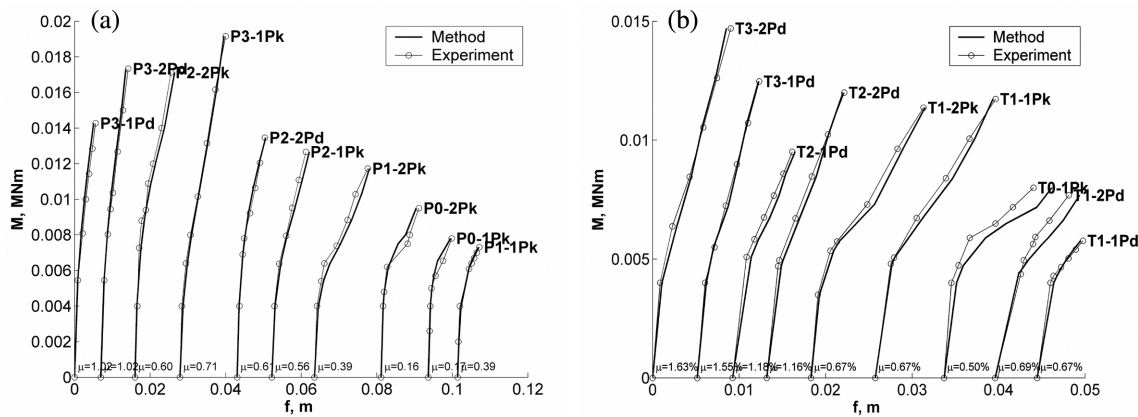 (a)
M, MNm
0.02
0.018
0.016
0.014
0.012
0.01
0.008
0.006
0.004
0.002
0
P3-1Pk
P3-2Pd
P2-2Pk
P3-1Pd
P2-2Pd
P2-1Pk
P1-2Pk
P0-2Pk
P0-1Pk
P1-1Pk
Method
Experiment
μ=1.02 μ=1.02 μ=0.60 μ=0.71 μ=0.61 μ=0.56 μ=0.39 μ=0.16 μ=0.17 μ=0.39
0 0.02 0.04 0.06 0.08 0.1 0.12
f, m
(b)
M, MNm
0.015
0.01
0.005
0
T3-2Pd
T3-1Pd
T2-2Pd
T2-1Pd
T1-2Pk
T1-1Pk
T0-1Pk
T1-2Pd
T1-1Pd
Method
Experiment
μ=1.63% μ=1.55% μ=1.18% μ=1.16% μ=0.67% μ=0.67% μ=0.50% μ=0.69% μ=0.67%
0 0.01 0.02 0.03 0.04 0.05
f, m